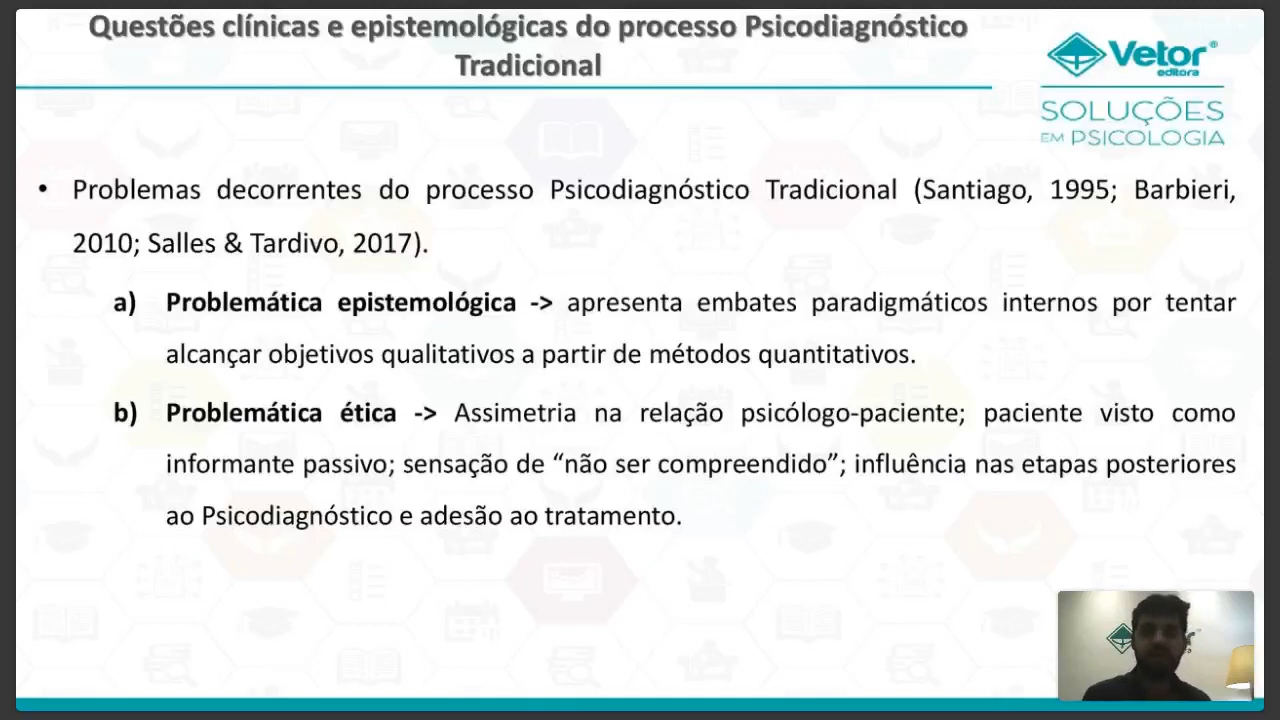 Questões clínicas e epistemológicas do processo Psicodiagnóstico
Tradicional
Vetor®
editora
SOLUÇÕES
EM PSICOLOGIA
• Problemas decorrentes do processo Psicodiagnóstico Tradicional (Santiago, 1995; Barbieri,
2010; Salles & Tardivo, 2017).
a) Problemática epistemológica -> apresenta embates paradigmáticos internos por tentar
alcançar objetivos qualitativos a partir de métodos quantitativos.
b) Problemática ética -> Assimetria na relação psicólogo-paciente; paciente visto como
informante passivo; sensação de “não ser compreendido”; influência nas etapas posteriores
ao Psicodiagnóstico e adesão ao tratamento.